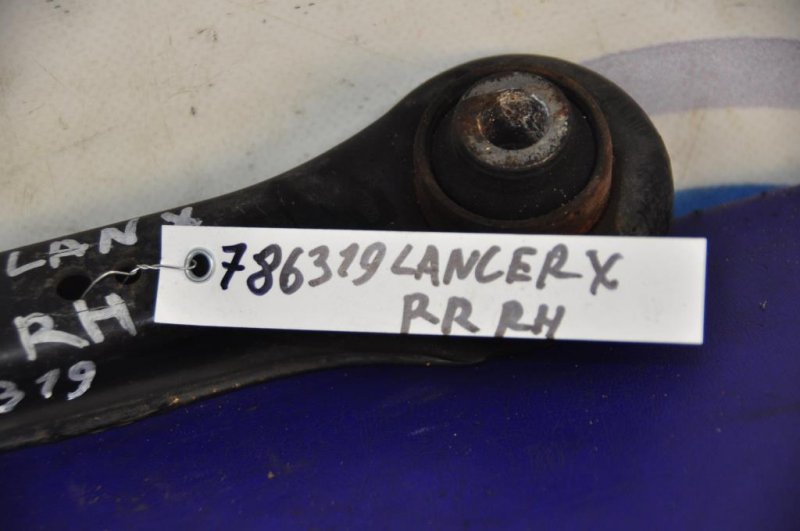 LAN X
RH
319
786319 LANCER X
RR RH